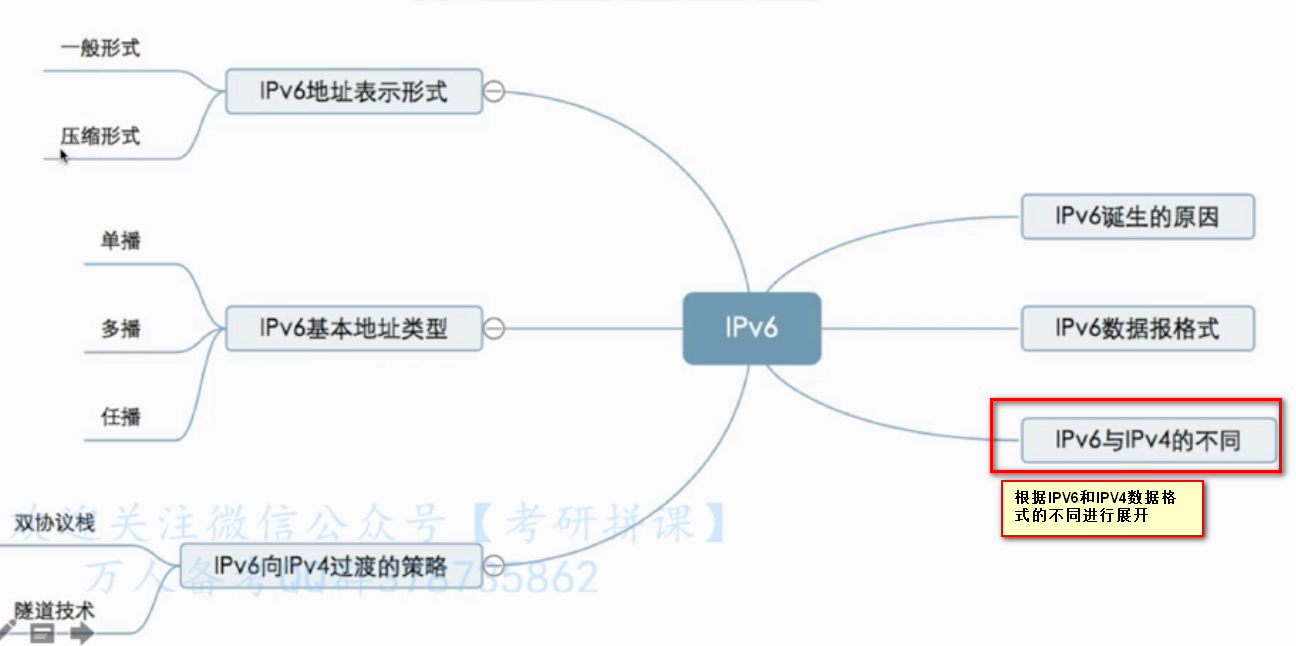 一般形式
IPv6地址表示形式
压缩形式
单播
IPv6基本地址类型
多播
任播
双协议栈
IPv6向IPv4过渡的策略
隧道技术
IPv6
IPv6诞生的原因
IPv6数据报格式
IPv6与IPv4的不同
根据IPV6和IPV4数据格
式的不同进行展开
欢迎关注微信公众号【考研拼课】